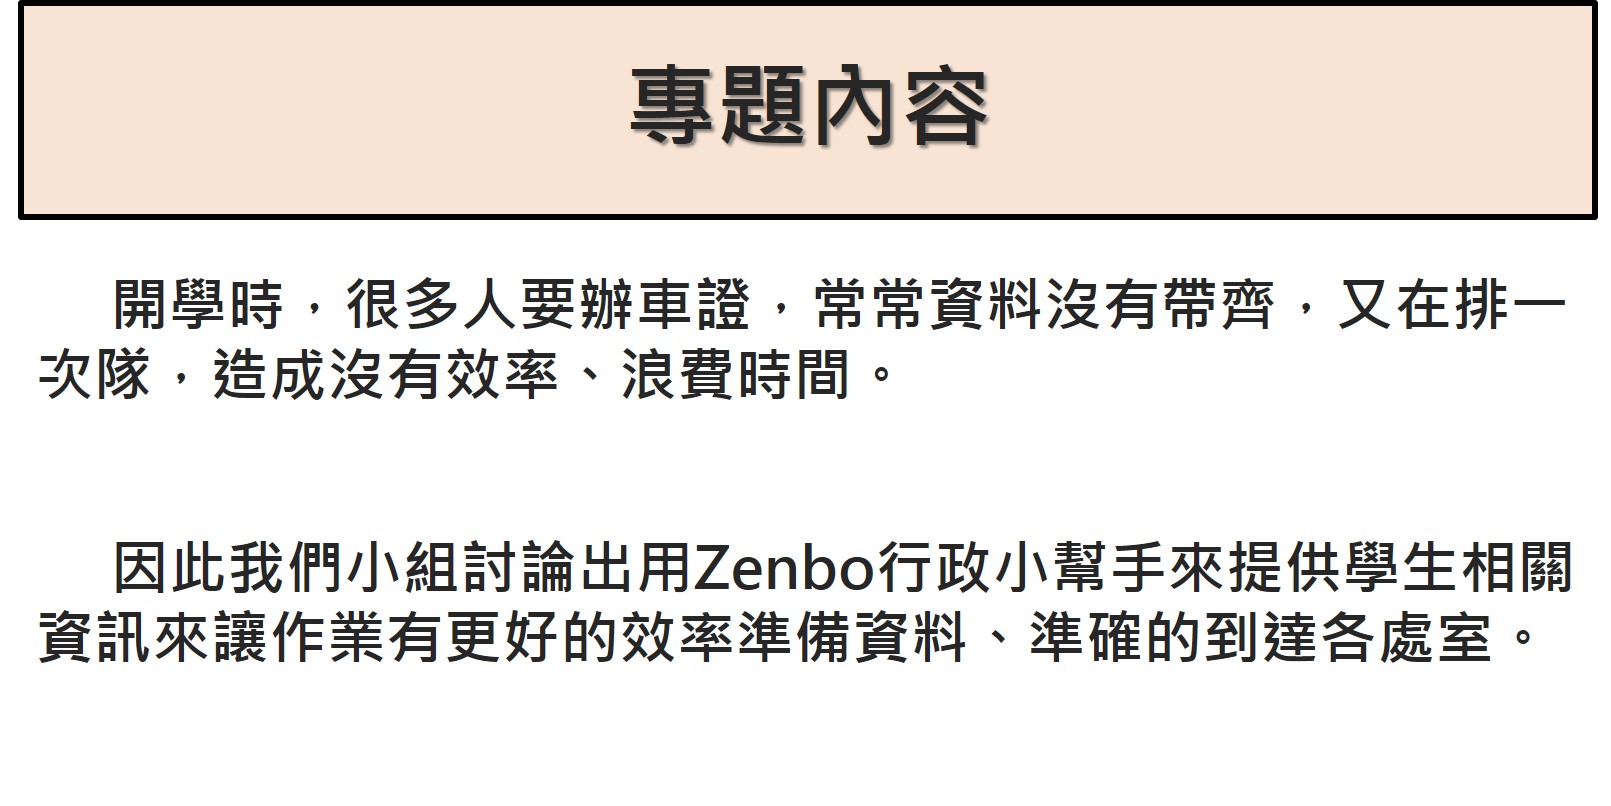 專題內容
開學時，很多人要辦車證，常常資料沒有帶齊，又在排一
次隊，造成沒有效率、浪費時間。
因此我們小組討論出用Zenbo行政小幫手來提供學生相關
資訊來讓作業有更好的效率準備資料、準確的到達各處室。